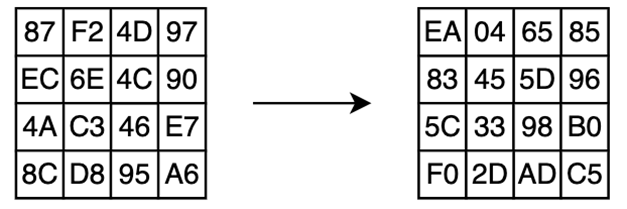 87 F2 4D 97 EA 04 65 85
EC 6E 4C 90 83 45 5D 96
4A C3 46 E7 5C 33 98 B0
8C D8 95 A6 F0 2D AD C5